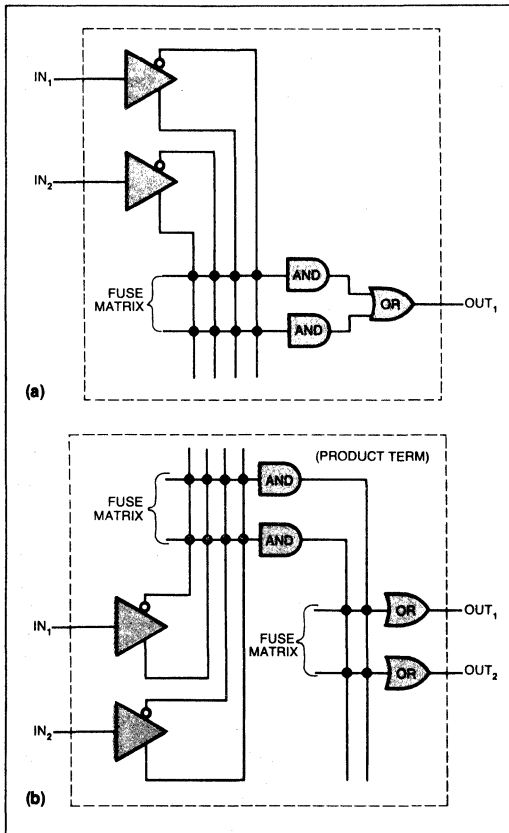 IN₁
IN₂
FUSE
MATRIX
AND
AND
OR
OUT₁
(a)
(PRODUCT TERM)
FUSE
MATRIX
AND
AND
IN₁
IN₂
FUSE
MATRIX
OR
OUT₁
OR
OUT₂
(b)